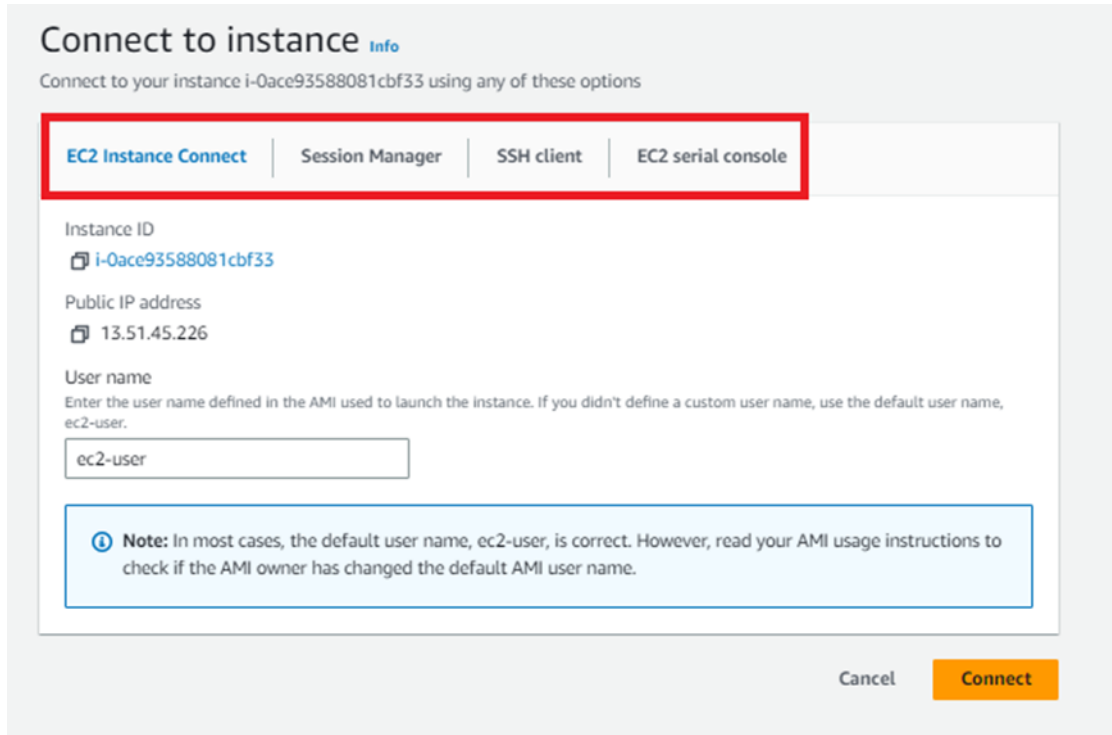 Connect to instance Info
Connect to your instance i-0ace93588081cbf33 using any of these options
EC2 Instance Connect Session Manager SSH client EC2 serial console
Instance ID
i-0ace93588081cbf33
Public IP address
13.51.45.226
User name
Enter the user name defined in the AMI used to launch the instance. If you didn't define a custom user name, use the default user name,
ec2-user.
ec2-user
Note: In most cases, the default user name, ec2-user, is correct. However, read your AMI usage instructions to
check if the AMI owner has changed the default AMI user name.
Cancel Connect